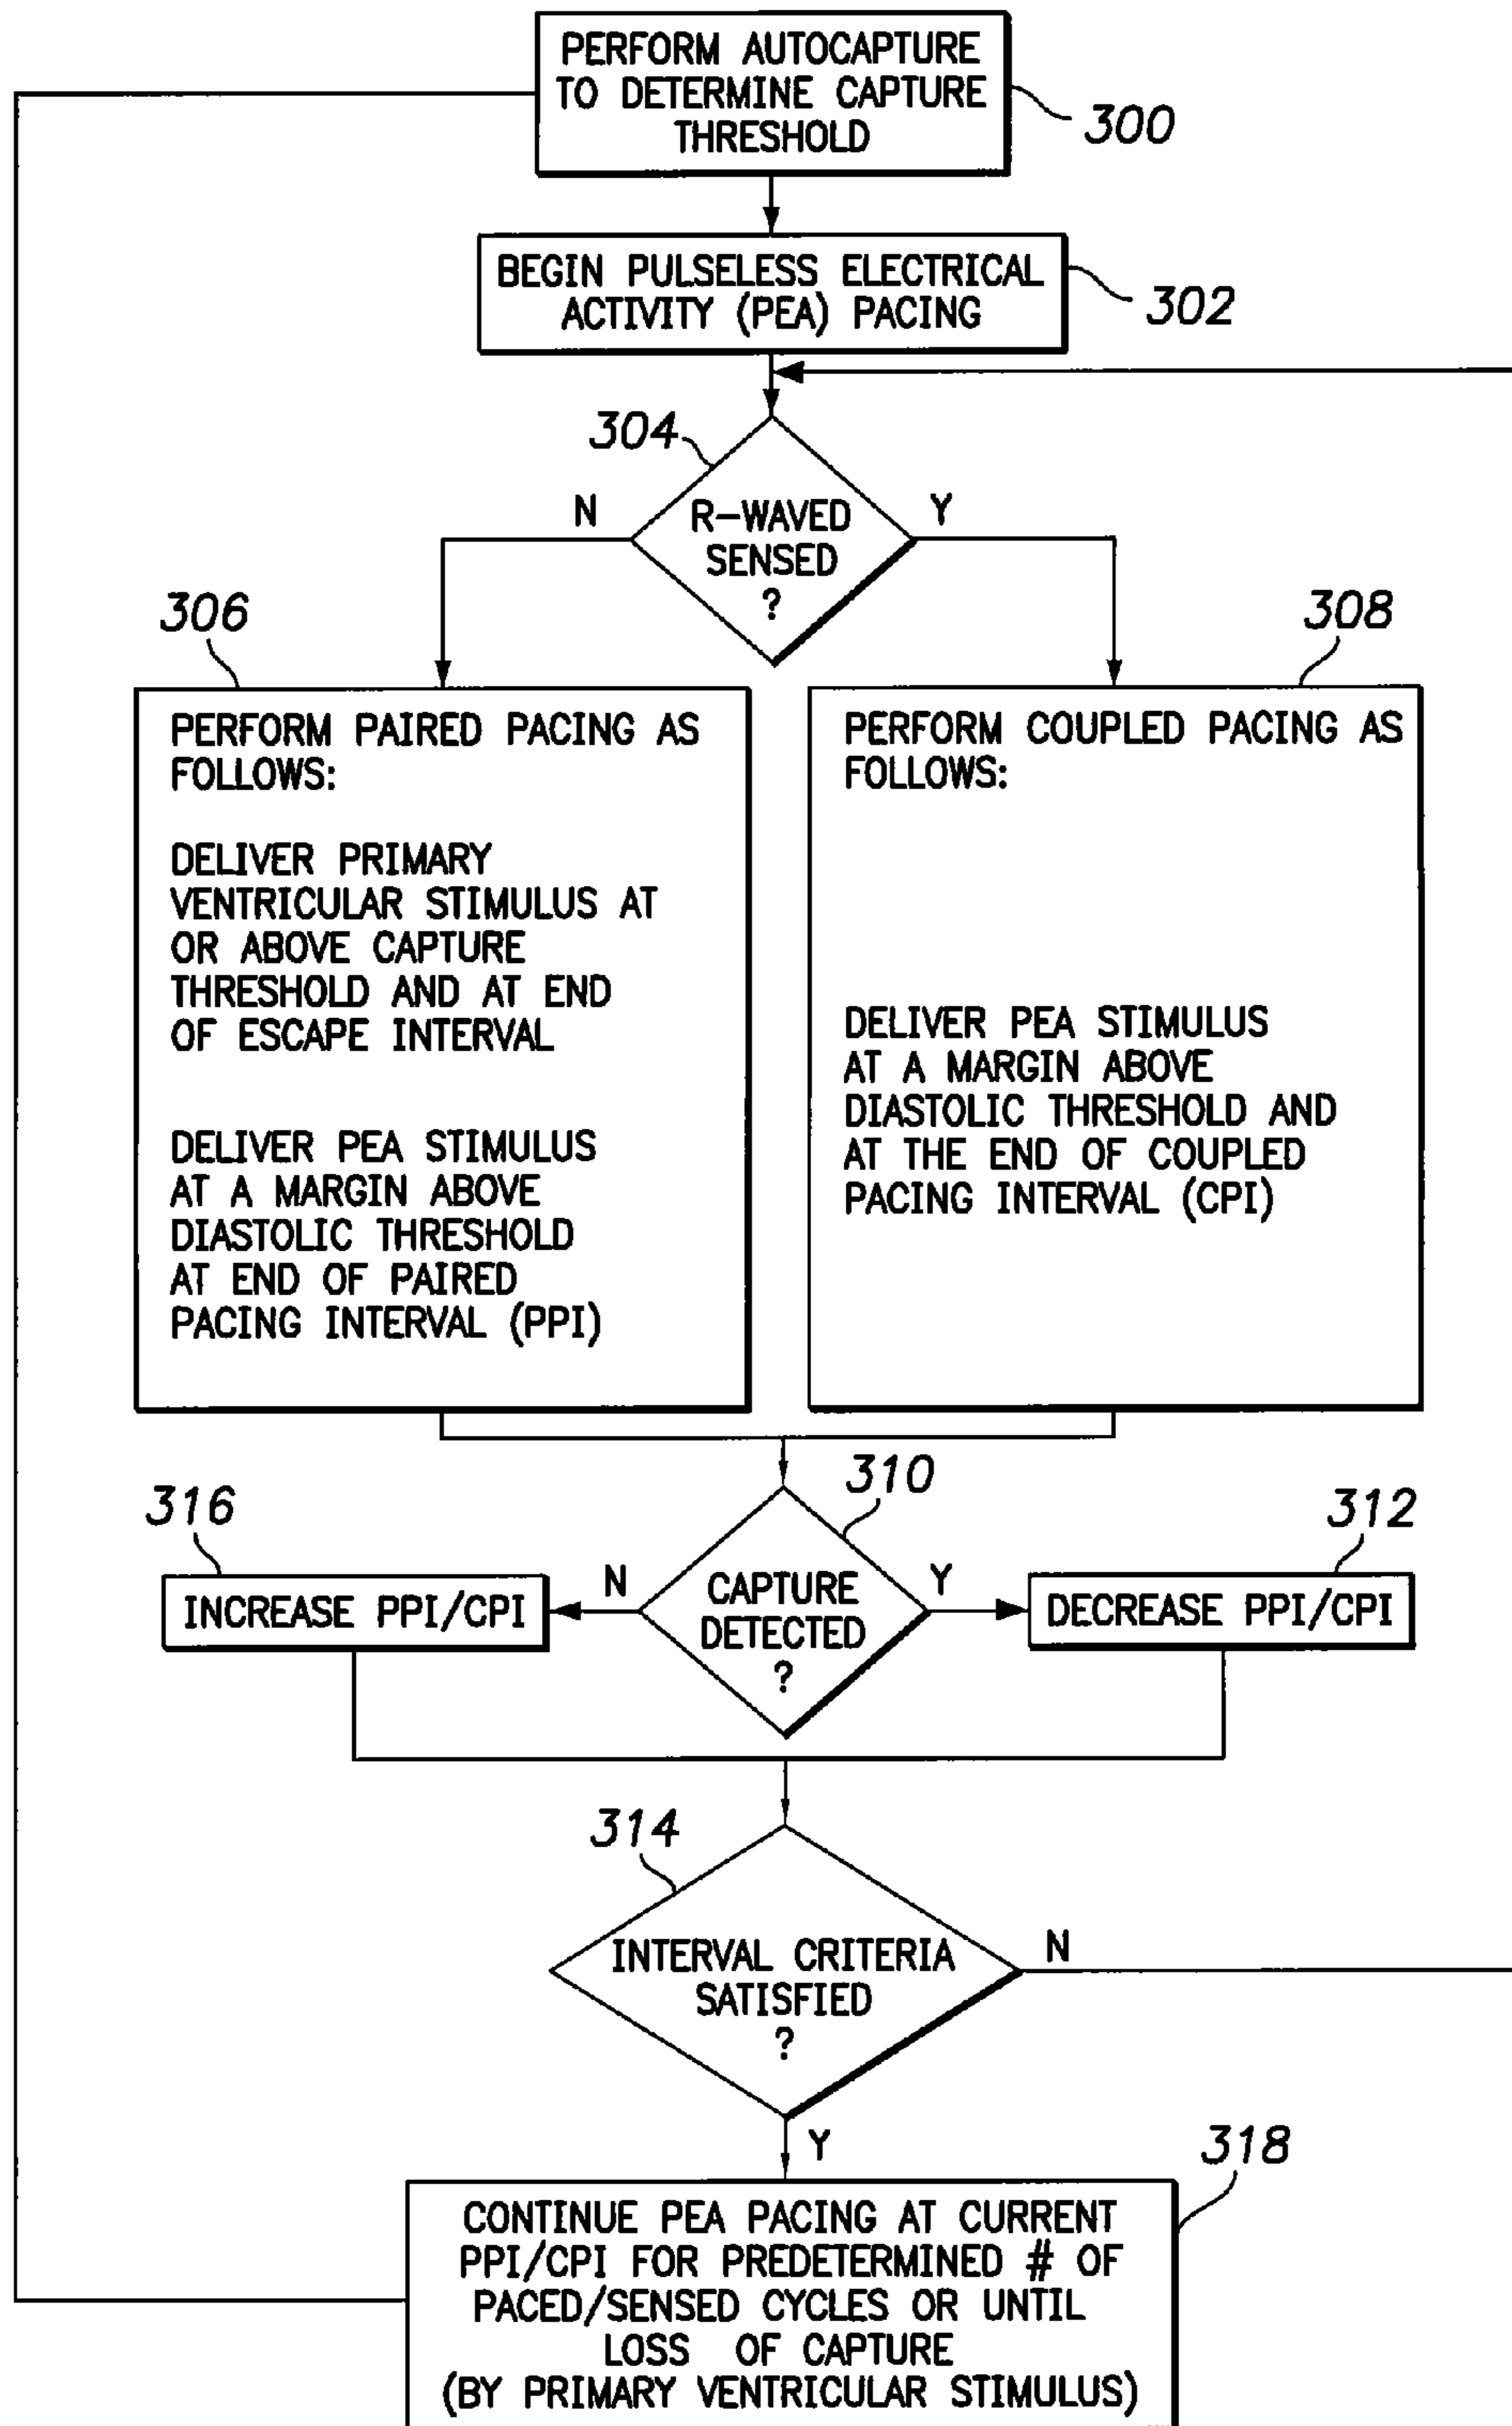 PERFORM AUTOCAPTURE
TO DETERMINE CAPTURE
THRESHOLD
300
BEGIN PULSELESS ELECTRICAL
ACTIVITY (PEA) PACING
302
304
N
R-WAVED
SENSED
?
Y
306
308
PERFORM PAIRED PACING AS
FOLLOWS:
DELIVER PRIMARY
VENTRICULAR STIMULUS AT
OR ABOVE CAPTURE
THRESHOLD AND AT END
OF ESCAPE INTERVAL
DELIVER PEA STIMULUS
AT A MARGIN ABOVE
DIASTOLIC THRESHOLD
AT END OF PAIRED
PACING INTERVAL (PPI)
PERFORM COUPLED PACING AS
FOLLOWS:
DELIVER PEA STIMULUS
AT A MARGIN ABOVE
DIASTOLIC THRESHOLD AND
AT THE END OF COUPLED
PACING INTERVAL (CPI)
310
316
312
INCREASE PPI/CPI
N
CAPTURE
DETECTED
?
Y
DECREASE PPI/CPI
314
INTERVAL CRITERIA
SATISFIED
?
N
Y
318
CONTINUE PEA PACING AT CURRENT
PPI/CPI FOR PREDETERMINED # OF
PACED/SENSED CYCLES OR UNTIL
LOSS OF CAPTURE
(BY PRIMARY VENTRICULAR STIMULUS)